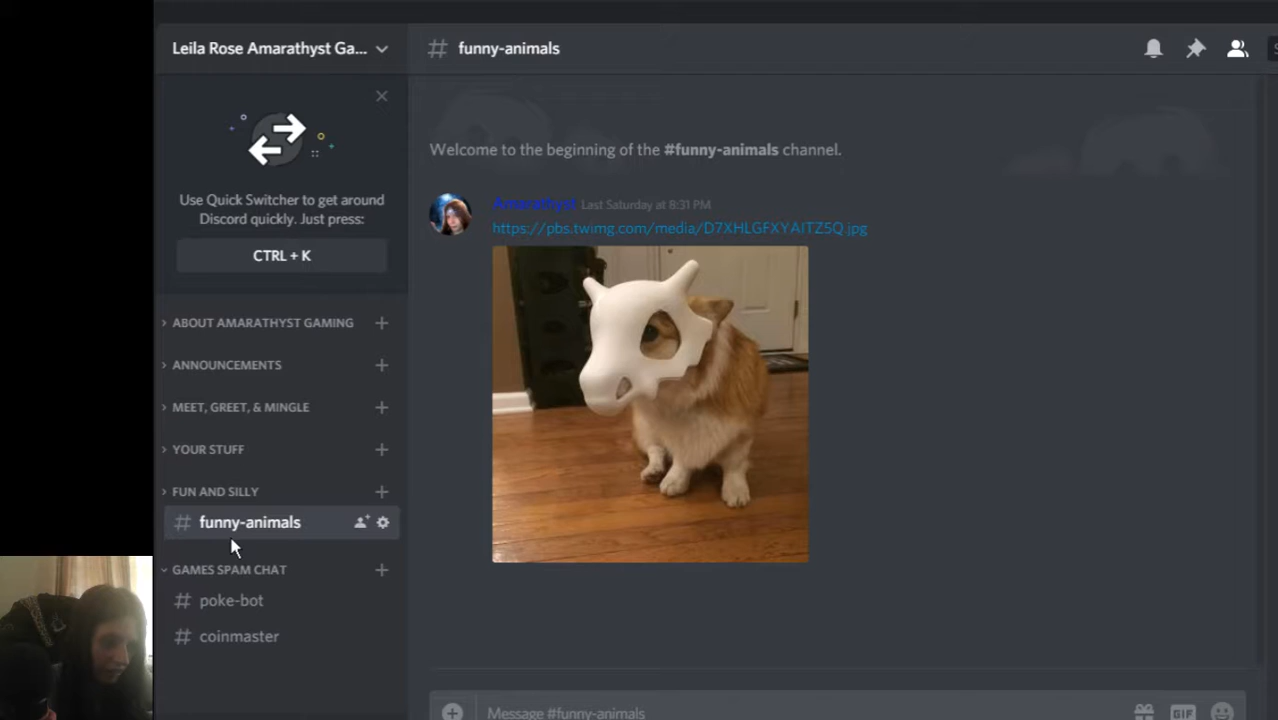 Leila Rose Amarathyst Ga...
# funny-animals
Use Quick Switcher to get around
Discord quickly. Just press:
CTRL + K
ABOUT AMARATHYST GAMING
ANNOUNCEMENTS
MEET, GREET, & MINGLE
YOUR STUFF
FUN AND SILLY
# funny-animals
GAMES SPAM CHAT
# poke-bot
# coinmaster
Welcome to the beginning of the #funny-animals channel.
Amarathyst Last Saturday at 8:31 PM
https://pbs.twimg.com/media/D7XHLGFXYAITZ5Q.jpg
Message #funny-animals
GIF